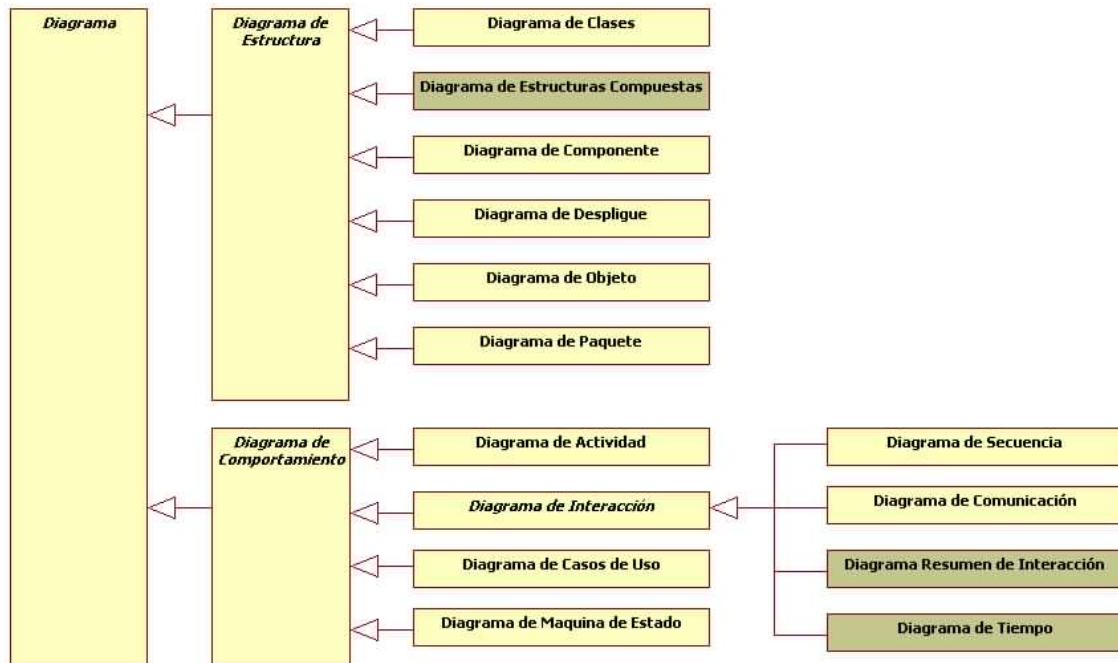 Diagrama
Diagrama de
Estructura
Diagrama de Clases
Diagrama de Estructuras Compuestas
Diagrama de Componente
Diagrama de Despligue
Diagrama de Objeto
Diagrama de Paquete
Diagrama de
Comportamiento
Diagrama de Actividad
Diagrama de Interacción
Diagrama de Casos de Uso
Diagrama de Maquina de Estado
Diagrama de Secuencia
Diagrama de Comunicación
Diagrama Resumen de Interacción
Diagrama de Tiempo